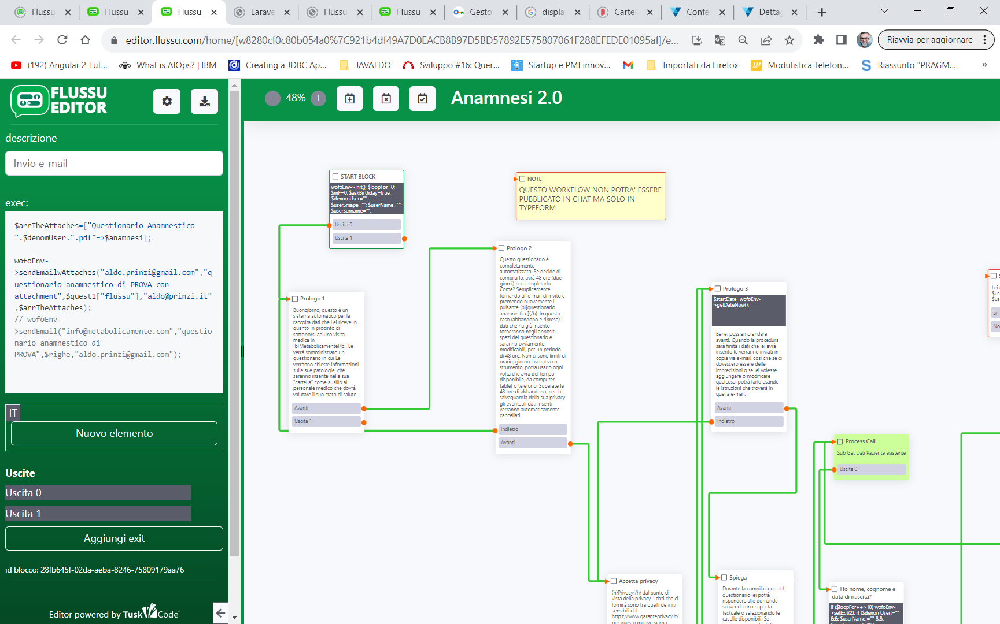 Flussu
Flussu
Flussu
Larave
Flussu
Flussu
Gesto
displa
Cartel
Confe
Detta
editor.flussu.com/home/[w8280cf0c80b054a0%7C921b4df49A7D0EACB8B97D5BD57892E575807061F288EFEDE01095af]/e...
Riavvia per aggiornare
(192) Angular 2 Tut...
What is AIOps? | IBM
Creating a JDBC Ap...
JAVALDO
Sviluppo #16: Quer...
Startup e PMI innov...
Importati da Firefox
Modulistica Telefon...
Riassunto "PRAGM...
»
FLUSSU
EDITOR
descrizione
Invio e-mail
exec:
$arrTheAttaches=["Questionario Anamnestico
".$denomUser.".pdf"=>$anamnesi];
wofoEnv-
>sendEmailwAttaches("aldo.prinzi@gmail.com","q
uestionario anamnestico di PROVA con
attachment",$quest1["flussu"],"aldo@prinzi.it"
,$arrTheAttaches);
// wofoEnv-
>sendEmail("info@metabolicamente.com","questio
nario anamnestico di
PROVA",$righe,"aldo.prinzi@gmail.com");
IT
Nuovo elemento
Uscite
Uscita 0
Uscita 1
Aggiungi exit
id blocco: 28fb645f-02da-aeba-8246-75809179aa76
Editor powered by TuskCode
- 48% +
Anamnesi 2.0
START BLOCK
wofoEnv->init(); $loopFor=0;
$mF=0; $askBirthday=true;
$denomUser="";
$userSmape=""; $userName="";
$userSurname="";
Uscita 0
Uscita 1
NOTE
QUESTO WORKFLOW NON POTRA' ESSERE
PUBBLICATO IN CHAT MA SOLO IN
TYPEFORM
Prologo 1
Buongiorno, questo è un
sistema automatico per la
raccolta dati che Lei riceve in
quanto in procinto di
sottoporsi ad una visita
medica in
{b}Metabolicamente{/b}. Le
verrà somministrato un
questionario in cui Le
verranno chieste informazioni
sulle sue patologie, che
saranno inserite nella sua
"cartella" come ausilio al
personale medico che dovrà
valutare il suo stato di salute.
Avanti
Uscita 1
Prologo 2
Questo questionario è
completamente
automatizzato. Se decide di
compilarlo, avrà 48 ore (due
giorni) per completarlo.
Come? Semplicemente
tornando all'e-mail di invito e
premendo nuovamente il
pulsante {b}[questionario
anamnestico]{/b}. In questo
caso (abbandono e ripresa) i
dati che ha già inserito
torneranno negli appositi
spazi del questionario e
saranno ovviamente
modificabili, per un periodo
di 48 ore. Non ci sono limiti di
orario, giorno lavorativo o
strumento, potrà usarlo ogni
volta che avrà del tempo
disponibile, da computer,
tablet o telefono. Superate le
48 ore di abbandono, per la
salvaguardia della sua privacy
gli eventuali dati inseriti
verranno automaticamente
cancellati.
Indietro
Avanti
Prologo 3
$startDate=wofoEnv-
>getDateNow();
Bene, possiamo andare
avanti. Quando la procedura
sarà finita i dati che lei avrà
inserito le verranno inviati in
copia via e-mail, così che se ci
dovessero essere delle
imprecisioni o se lei volesse
aggiungere o modificare
qualcosa, potrà farlo usando
le istruzioni che troverà in
quella e-mail.
Avanti
Indietro
Lei
$us
$us
Si
No
Process Call
Sub Get Dati Paziente esistente
Uscita 0
Accetta privacy
{h}Privacy{/h} dal punto di
vista della privacy, i dati che ci
fornirà sono tra quelli definiti
sensibili dal
https://www.garanteprivacy.it/
per questo motivo siamo
Spiega
Durante la compilazione del
questionario lei potrà
rispondere alle domande
scrivendo una risposta
testuale o selezionando le
caselle disponibili. Se
Ho nome, cognome e
data di nascita?
if ($loopFor++>10) wofoEnv-
>setExit(2); if ($denomUser!=""
&& $userName!="" &&